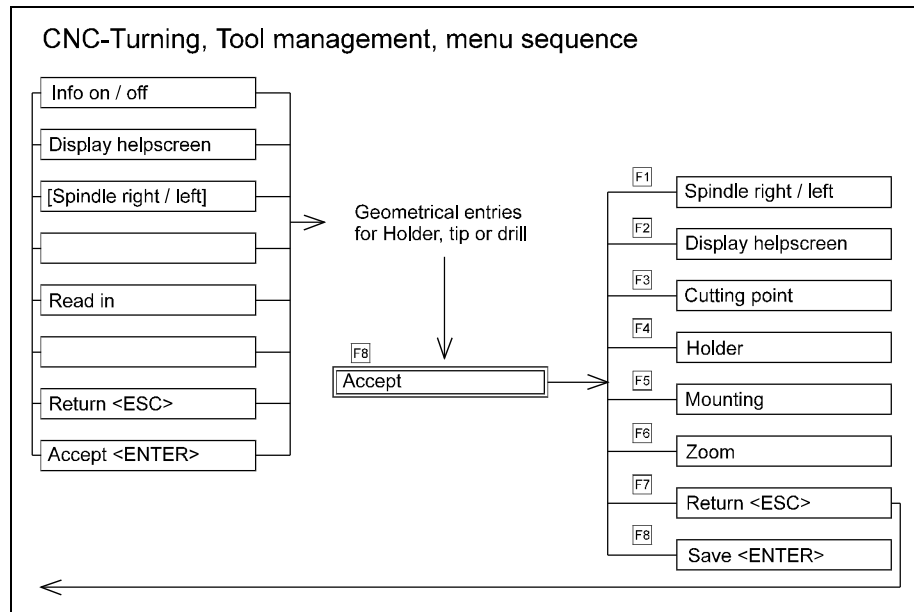 CNC-Turning, Tool management, menu sequence
Info on / off
Display helpscreen
[Spindle right / left]
Read in
Return <ESC>
Accept <ENTER>
Geometrical entries
for Holder, tip or drill
F8
Accept
F1
Spindle right / left
F2
Display helpscreen
F3
Cutting point
F4
Holder
F5
Mounting
F6
Zoom
F7
Return <ESC>
F8
Save <ENTER>